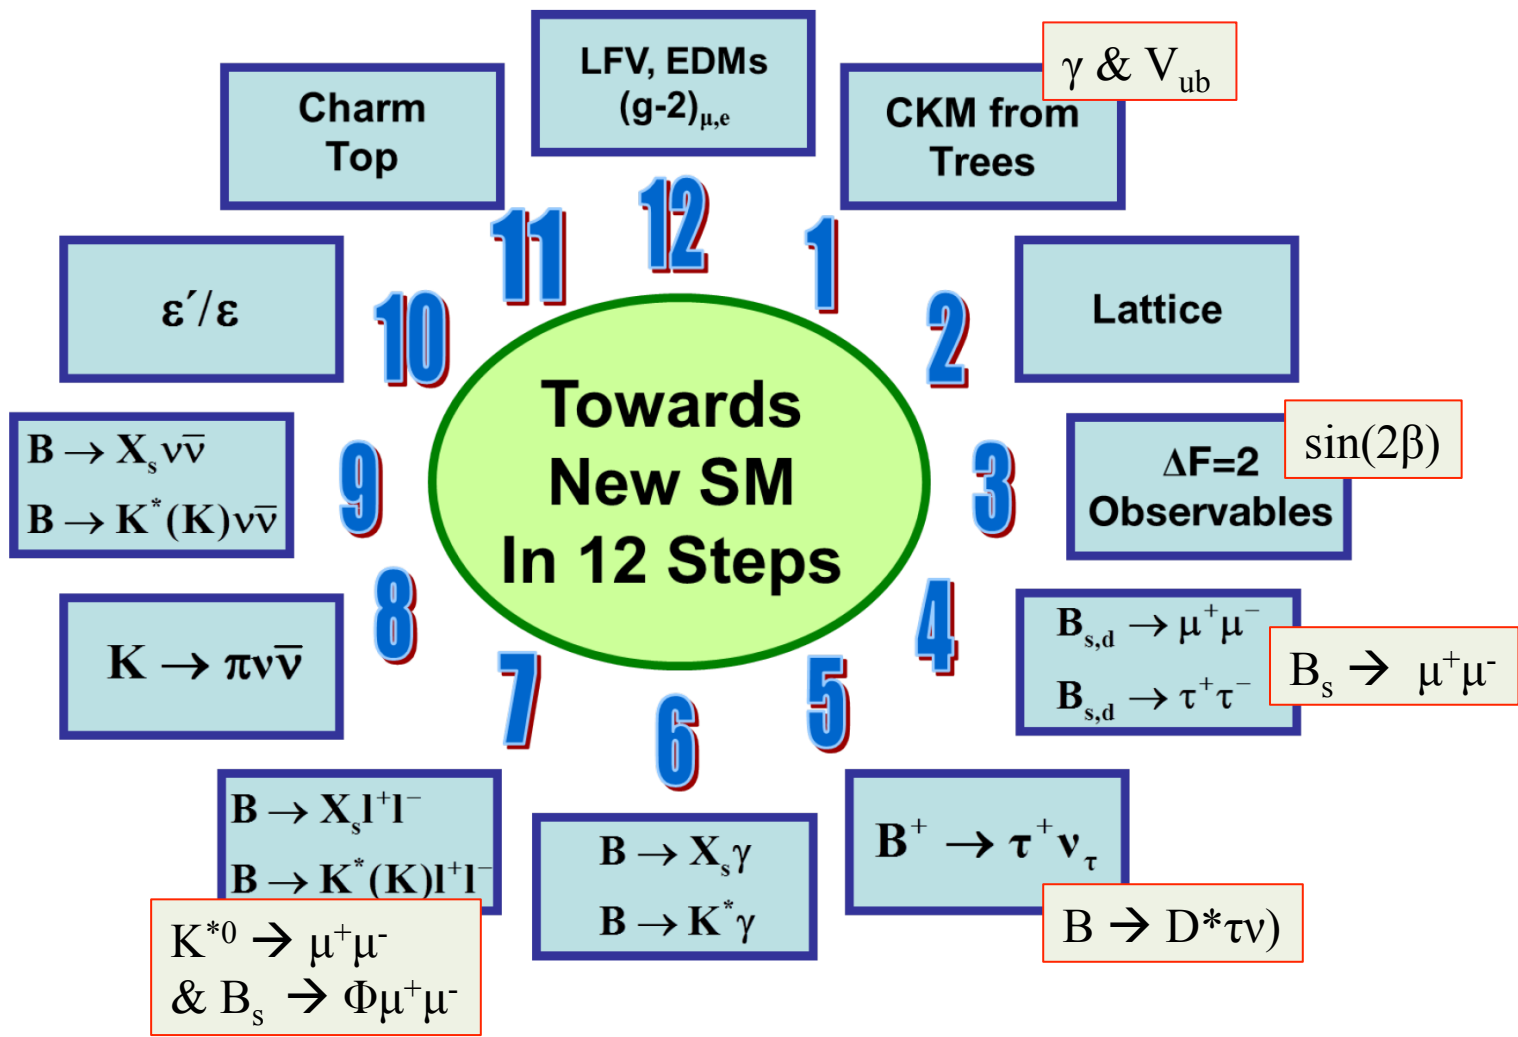 LFV, EDMs
(g-2)μ,e
12
γ & Vub
CKM from
Trees
1
Lattice
2
sin(2β)
ΔF=2
Observables
3
Bs,d → μ+μ−
Bs,d → τ+τ−
Bs → μ+μ-
4
B+ → τ+ντ
B → D*τν)
5
B → Xsγ
B → K*γ
6
B → Xsl+l−
B → K*(K)l+l−
K*0 → μ+μ-
& Bs → Φμ+μ-
7
K → πνν̅
8
B → Xsνν̅
B → K*(K)νν̅
9
ε′/ε
10
Charm
Top
11
Towards
New SM
In 12 Steps